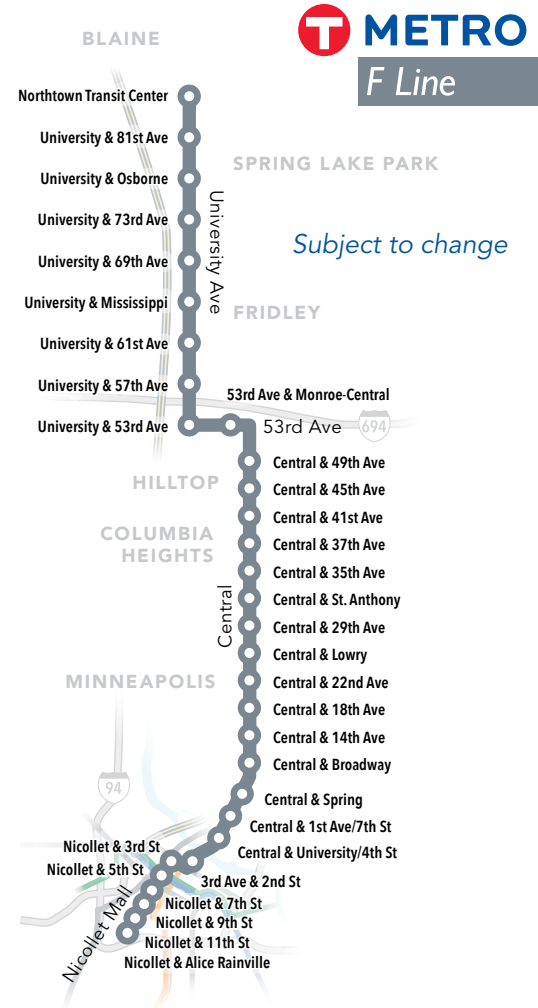 BLAINE
T METRO
F Line
Northtown Transit Center
University & 81st Ave
SPRING LAKE PARK
University & Osborne
University Ave
University & 73rd Ave
Subject to change
University & 69th Ave
University & Mississippi
FRIDLEY
University & 61st Ave
University & 57th Ave
53rd Ave & Monroe-Central
University & 53rd Ave
53rd Ave
694
Central & 49th Ave
HILLTOP
Central & 45th Ave
Central & 41st Ave
COLUMBIA
HEIGHTS
Central & 37th Ave
Central & 35th Ave
Central
Central & St. Anthony
Central & 29th Ave
Central & Lowry
MINNEAPOLIS
Central & 22nd Ave
Central & 18th Ave
Central & 14th Ave
Central & Broadway
94
Central & Spring
Central & 1st Ave/7th St
Central & University/4th St
Nicollet & 3rd St
Nicollet & 5th St
3rd Ave & 2nd St
Nicollet Mall
Nicollet & 7th St
Nicollet & 9th St
Nicollet & 11th St
Nicollet & Alice Rainville